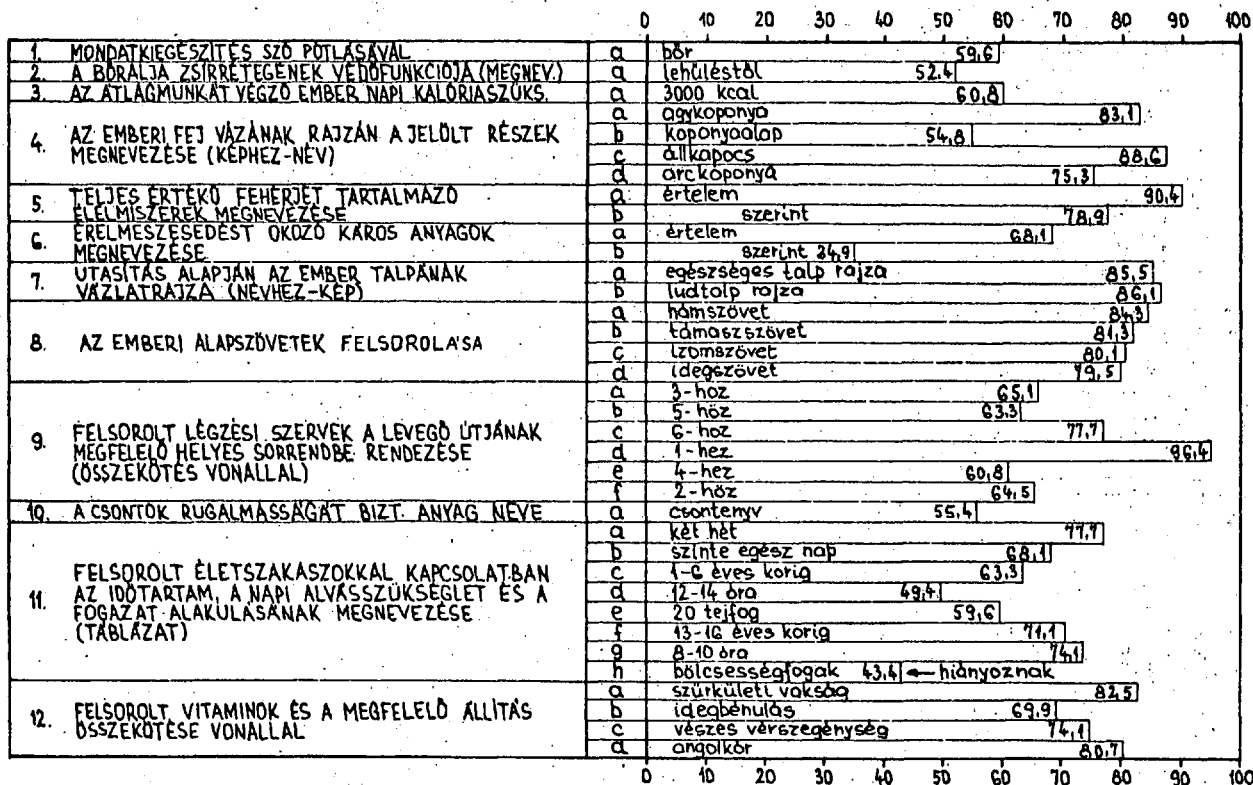 0 10 20 30 40 50 60 70 80 90 100
1. MONDATKIEGÉSZÍTÉS SZÓ PÓTLÁSÁVAL a bőr 59,6
2. A BŐRALJA ZSÍRRÉTEGÉNEK VÉDŐFUNKCIÓJA (MEGNEV.) a lehűléstől 52,4
3. AZ ÁTLAGMUNKÁT VÉGZŐ EMBER NAPI KALÓRIASZÜKS. a 3000 kcal 60,8
4. AZ EMBERI FEJ VÁZÁNAK RAJZÁN A JELÖLT RÉSZEK
MEGNEVEZÉSE (KÉPHEZ-NÉV)
a agykoponya 83,1
b koponyaalap 54,8
c állkapocs 88,6
d arckoponya 75,3
5. TELJES ÉRTÉKŰ FEHÉRJÉT TARTALMAZÓ
ÉLELMISZEREK MEGNEVEZÉSE
a értelem 90,4
b szerint 78,9
6. ÉRELMESZESEDÉST OKOZÓ KÁROS ANYAGOK
MEGNEVEZÉSE
a értelem 68,1
b szerint 34,9
7. UTASÍTÁS ALAPJÁN AZ EMBER TALPÁNAK
VÁZLATRAJZA (NÉVHEZ-KÉP)
a egészséges talp rajza 85,5
b lúdtalp rajza 86,1
8. AZ EMBERI ALAPSZÖVETEK FELSOROLÁSA
a hámszövet 84,3
b támaszszövet 81,3
c izomszövet 80,1
d idegszövet 79,5
9. FELSOROLT LÉGZÉSI SZERVEK A LEVEGŐ ÚTJÁNAK
MEGFELELŐ HELYES SORRENDBE RENDEZÉSE
(ÖSSZEKÖTÉS VONALLAL)
a 3-hoz 65,1
b 5-höz 63,3
c 6-hoz 77,7
d 1-hez 96,4
e 4-hez 60,8
f 2-höz 64,5
10. A CSONTOK RUGALMASSÁGÁT BIZT. ANYAG NEVE a csontenyv 55,4
11. FELSOROLT ÉLETSZAKASZOKKAL KAPCSOLATBAN
AZ IDŐTARTAM, A NAPI ALVÁSSZÜKSÉGLET ÉS A
FOGAZAT ALAKULÁSÁNAK MEGNEVEZÉSE
(TÁBLÁZAT)
a két hét 77,7
b szinte egész nap 68,1
c 1-6 éves korig 63,3
d 12-14 óra 49,4
e 20 tejfog 59,6
f 13-16 éves korig 71,1
g 8-10 óra 74,1
h bölcsességfogak 43,4 ← hiányoznak
12. FELSOROLT VITAMINOK ÉS A MEGFELELŐ ÁLLÍTÁS
ÖSSZEKÖTÉSE VONALLAL
a szürkületi vakság 82,5
b idegbénulás 69,9
c vészes vérszegénység 74,1
d angolkór 80,7
0 10 20 30 40 50 60 70 80 90 100